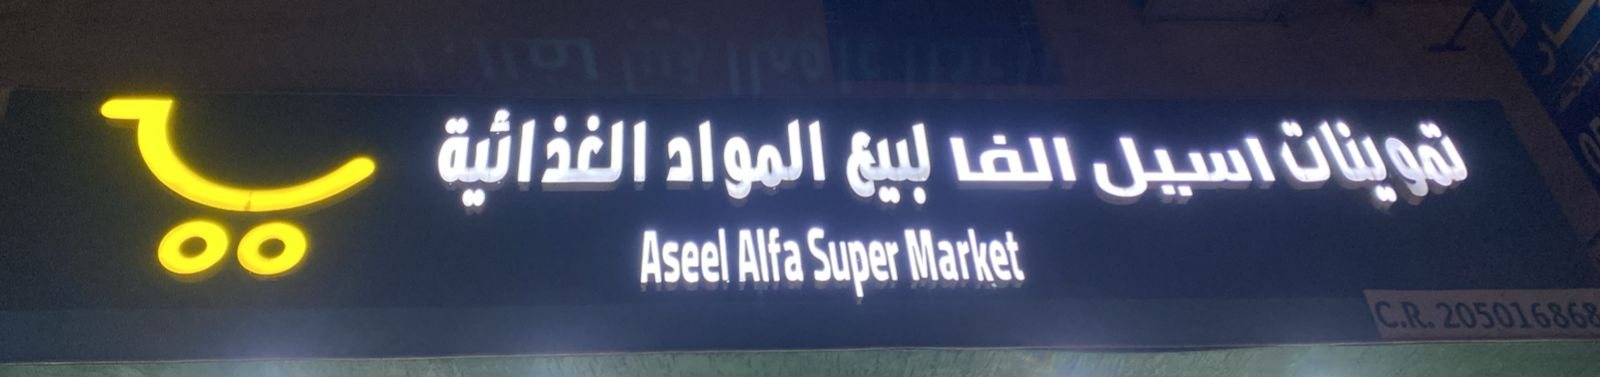 تموينات اسيل الفا لبيع المواد الغذائية
Aseel Alfa Super Market
C.R. 205016868